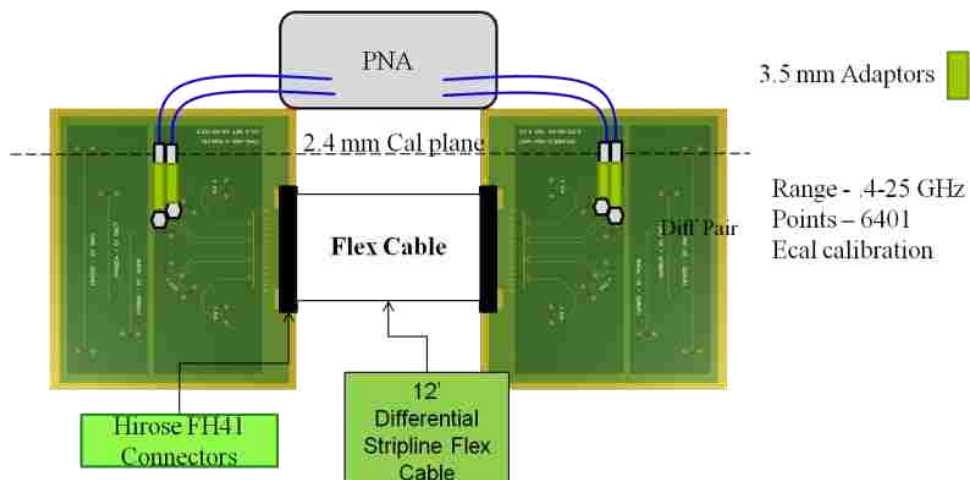 PNA
3.5 mm Adaptors
2.4 mm Cal plane
Range - .4-25 GHz
Points – 6401
Ecal calibration
Diff Pair
Flex Cable
Hirose FH41
Connectors
12'
Differential
Stripline Flex
Cable